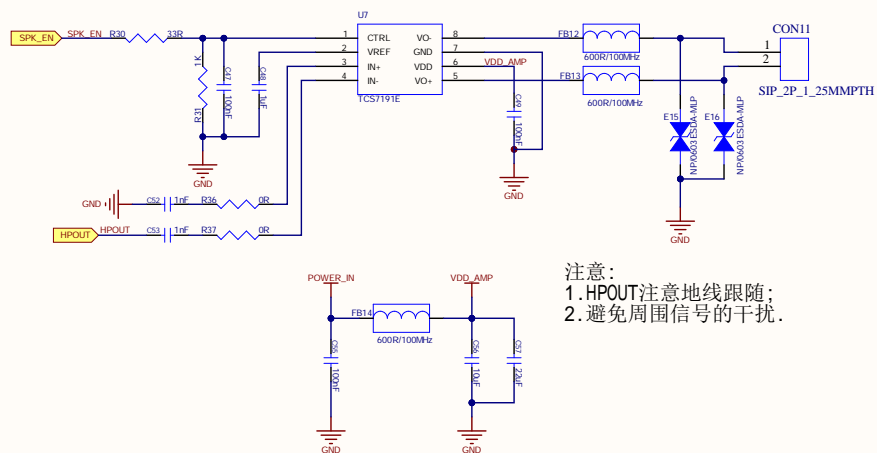 U7
CON11
SPK_EN
SPK_EN
R30
33R
1
CTRL
VO-
8
FB12
1
2
VREF
GND
7
600R/100MHz
2
3
IN+
VDD
6
VDD_AMP
4
IN-
VO+
5
FB13
TCS7191E
600R/100MHz
SIP_2P_1_25MMPTH
1K
R31
C47
100nF
C48
1uF
C49
100nF
E15
NP/0603 ESDA-MLP
E16
NP/0603 ESDA-MLP
GND
GND
GND
GND
C52
1nF
R36
0R
HPOUT
HPOUT
C53
1nF
R37
0R
POWER_IN
VDD_AMP
FB14
600R/100MHz
C55
100nF
C56
10uF
C57
22uF
GND
GND
注意:
1.HPOUT注意地线跟随;
2.避免周围信号的干扰.